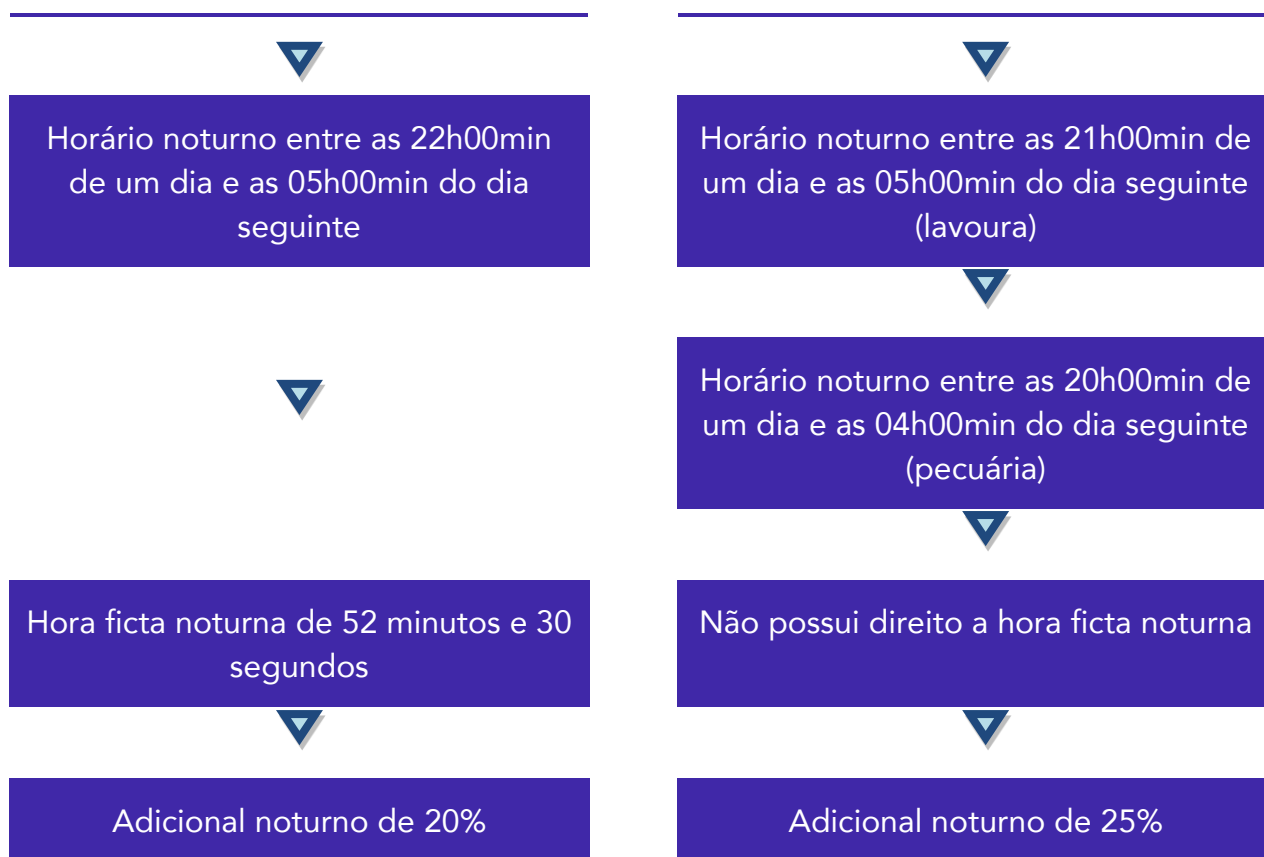 Horário noturno entre as 22h00min
de um dia e as 05h00min do dia
seguinte
Horário noturno entre as 21h00min de
um dia e as 05h00min do dia seguinte
(lavoura)
Horário noturno entre as 20h00min de
um dia e as 04h00min do dia seguinte
(pecuária)
Hora ficta noturna de 52 minutos e 30
segundos
Não possui direito a hora ficta noturna
Adicional noturno de 20%
Adicional noturno de 25%